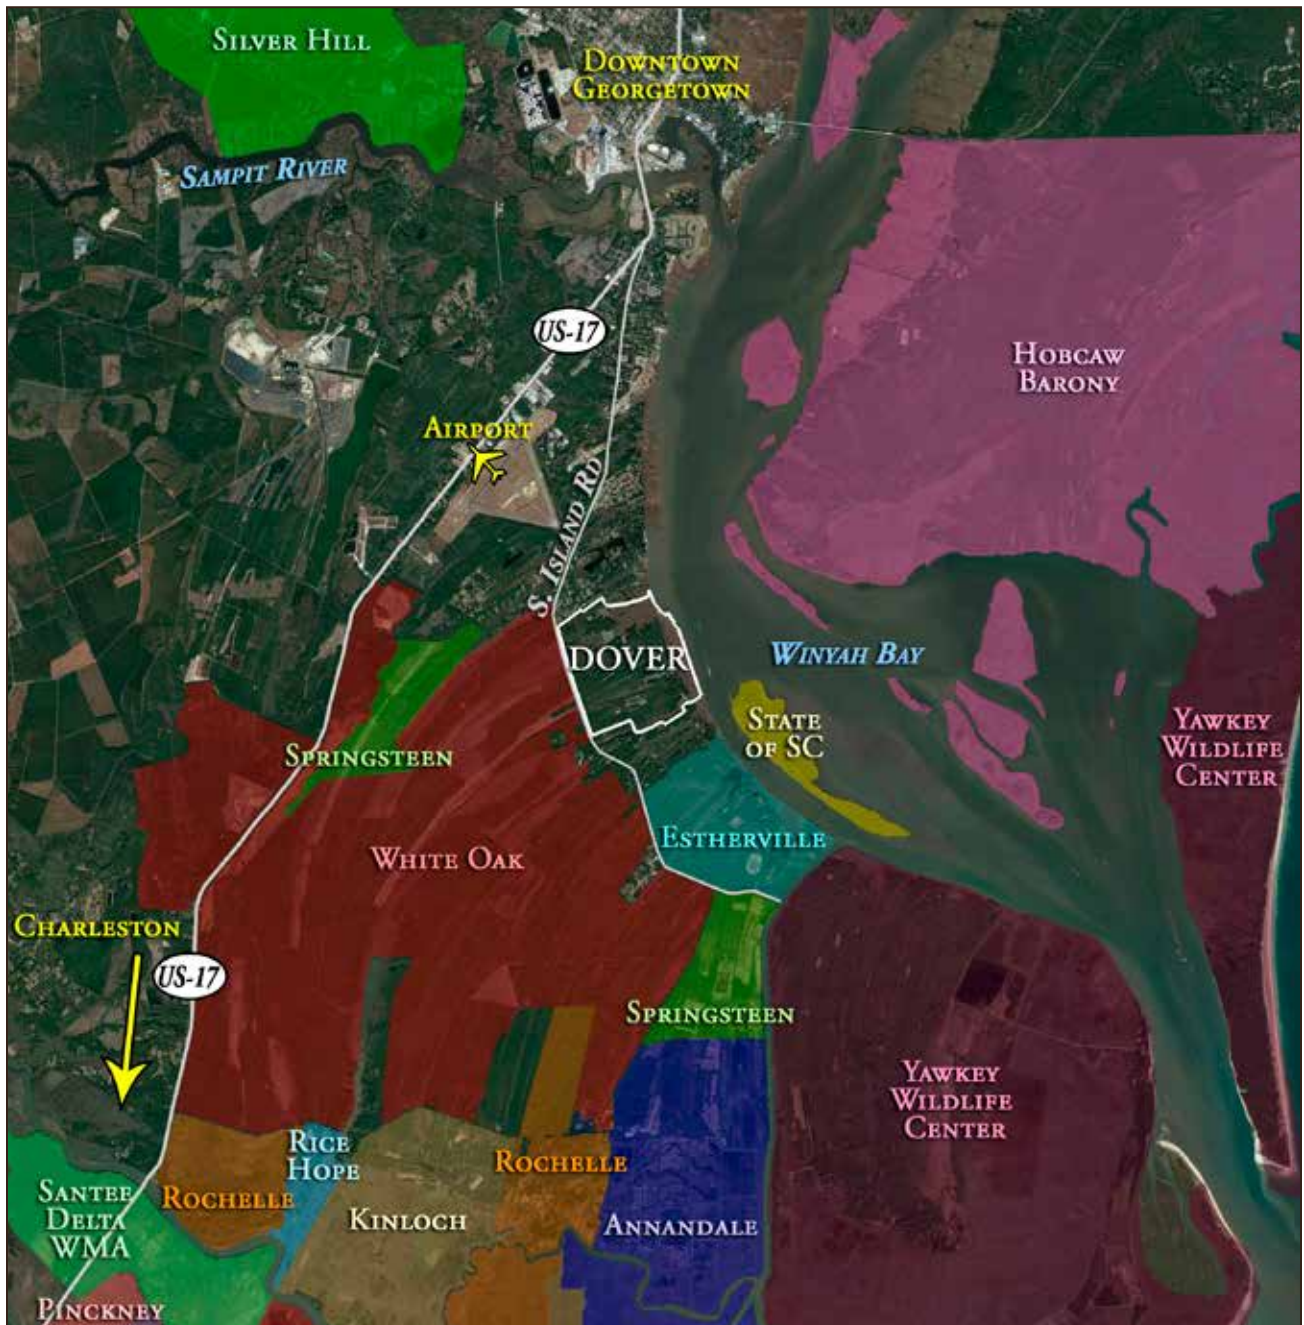 Silver Hill
Downtown
Georgetown
Sampit River
US-17
Hobcaw
Barony
Airport
S. Island Rd
DOVER
Winyah Bay
State
of SC
Yawkey
Wildlife
Center
Springsteen
Estherville
White Oak
Charleston
US-17
Springsteen
Yawkey
Wildlife
Center
Rice
Hope
Rochelle
Rochelle
Santee
Delta
WMA
Kinloch
Annandale
Pinckney